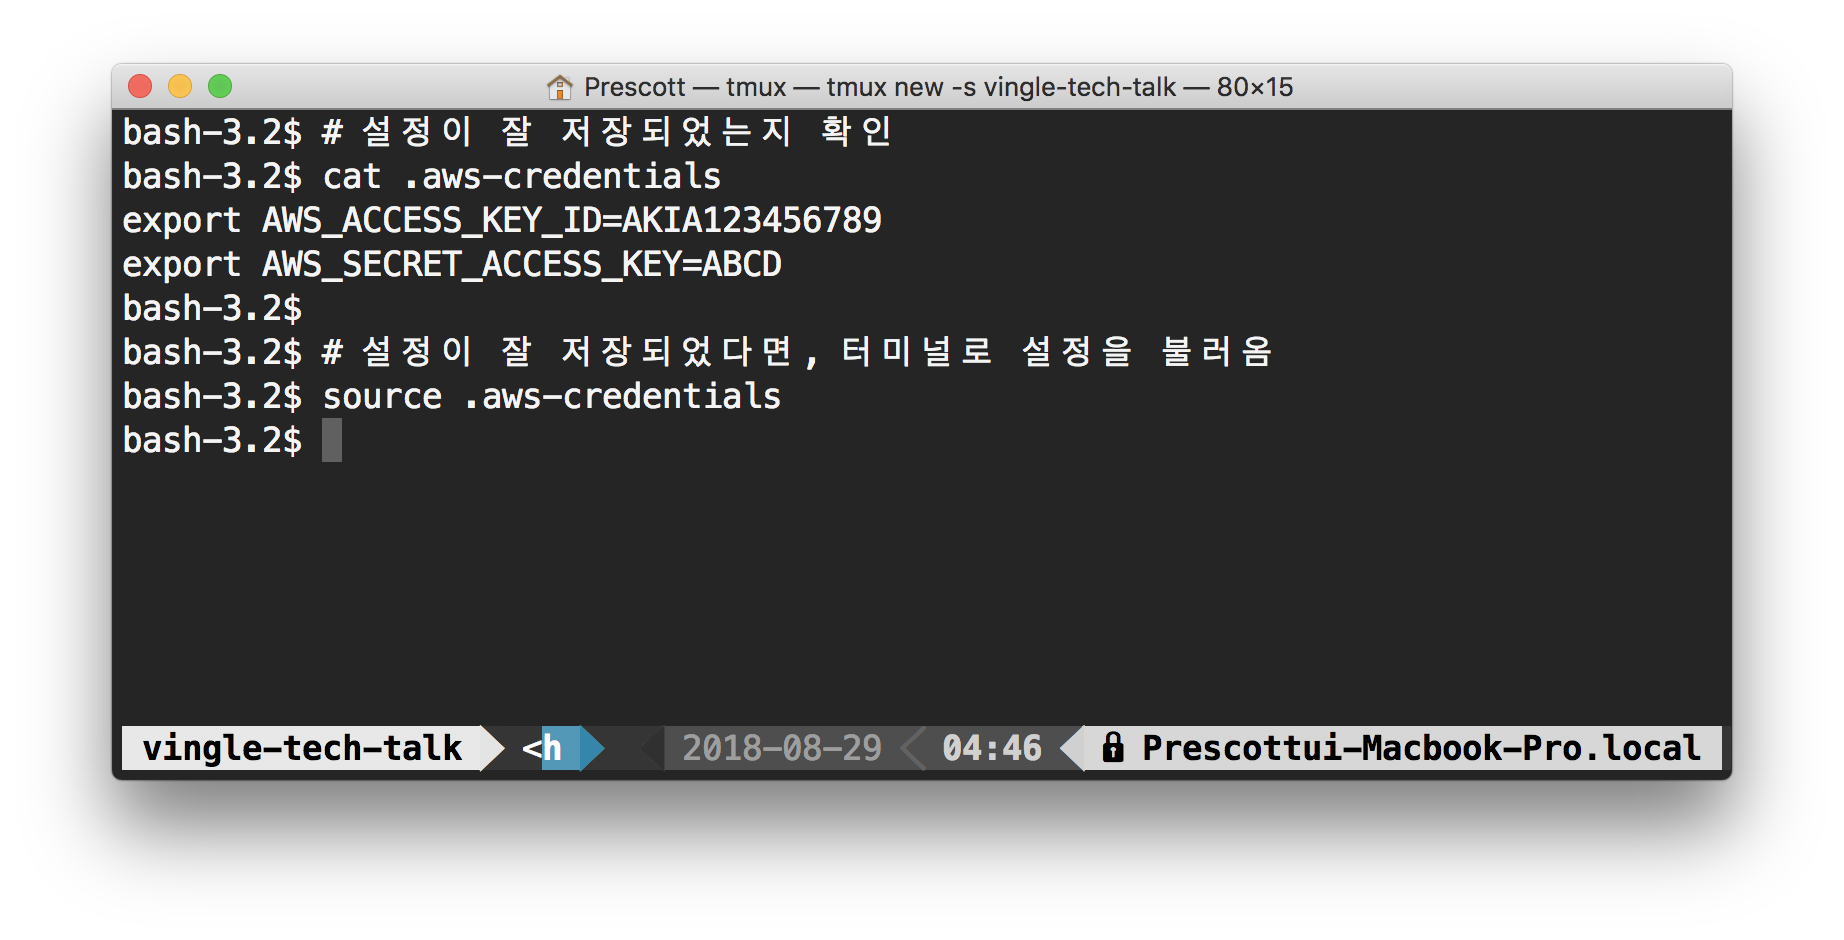 Prescott — tmux — tmux new -s vingle-tech-talk — 80×15
bash-3.2$ # 설정이 잘 저장되었는지 확인
bash-3.2$ cat .aws-credentials
export AWS_ACCESS_KEY_ID=AKIA123456789
export AWS_SECRET_ACCESS_KEY=ABCD
bash-3.2$
bash-3.2$ # 설정이 잘 저장되었다면, 터미널로 설정을 불러옴
bash-3.2$ source .aws-credentials
bash-3.2$
vingle-tech-talk <h 2018-08-29 04:46 Prescottui-Macbook-Pro.local